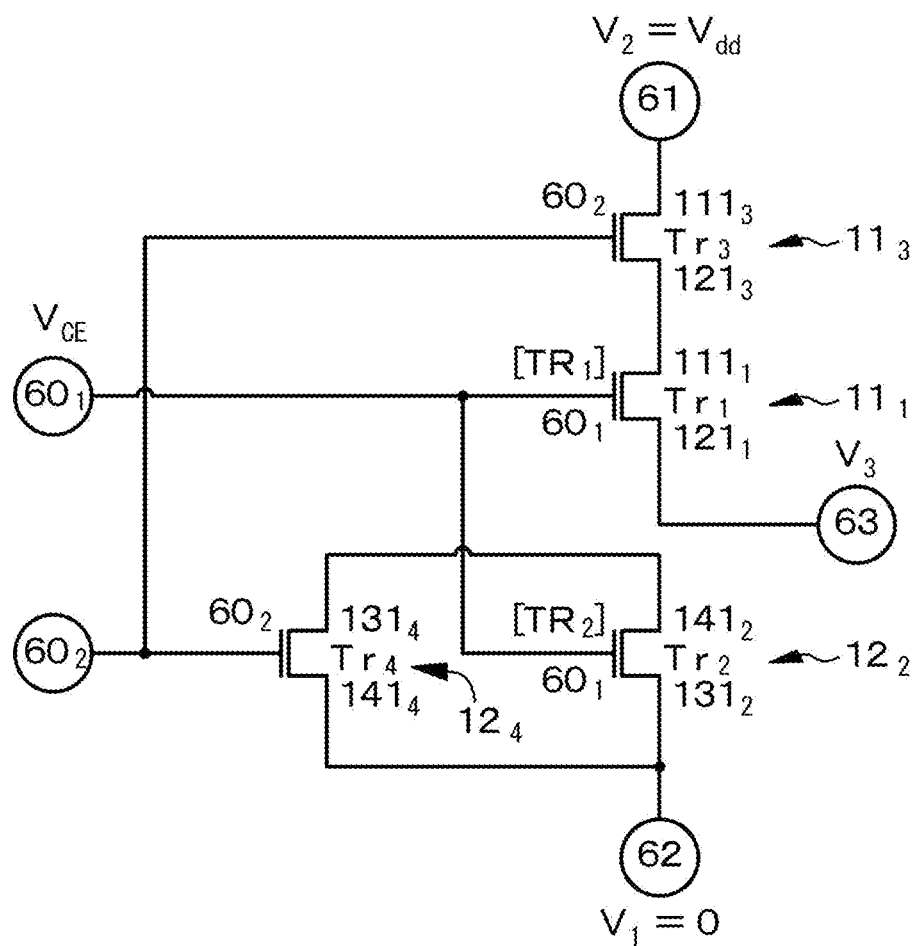 V₂ = Vdd
61
60₂ 111₃
Tr₃ 11₃
121₃
VCE
60₁
[TR₁] 111₁
Tr₁ 11₁
60₁ 121₁
V₃
63
60₂ 131₄
Tr₄
141₄
12₄
60₂
[TR₂] 141₂
Tr₂ 12₂
60₁ 131₂
62
V₁ = 0